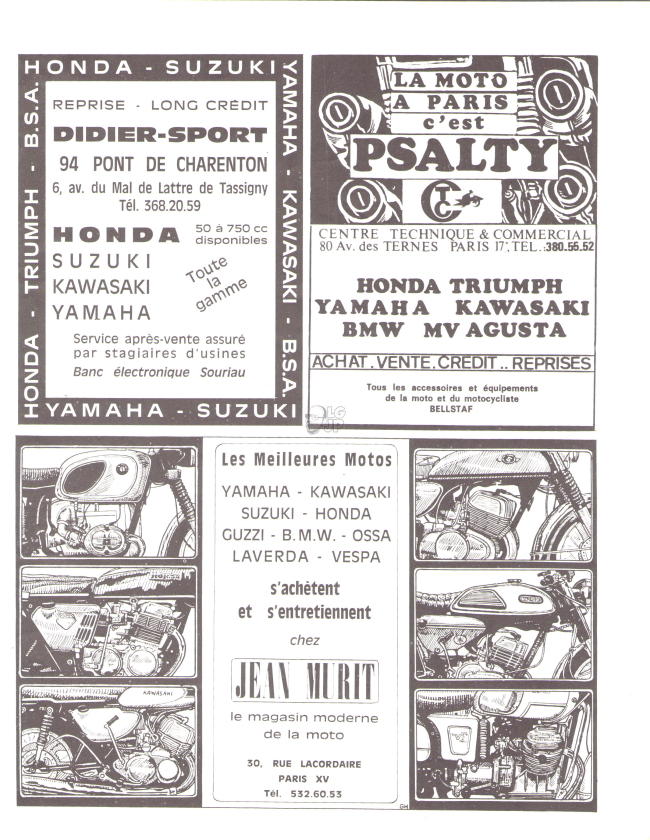 HONDA - SUZUKI
YAMAHA - KAWASAKI - B.S.A.
HONDA - TRIUMPH - B.S.A.
YAMAHA - SUZUKI
REPRISE - LONG CRÉDIT
DIDIER-SPORT
94 PONT DE CHARENTON
6, av. du Mal de Lattre de Tassigny
Tél. 368.20.59
HONDA 50 à 750 cc
disponibles
SUZUKI
KAWASAKI
YAMAHA
Toute
la
gamme
Service après-vente assuré
par stagiaires d'usines
Banc électronique Souriau
LA MOTO
A PARIS
c'est
PSALTY
CTC
CENTRE TECHNIQUE & COMMERCIAL
80 Av. des TERNES PARIS 17e, TEL.:380.55.52
HONDA TRIUMPH
YAMAHA KAWASAKI
BMW MV AGUSTA
ACHAT.VENTE.CREDIT..REPRISES
Tous les accessoires et équipements
de la moto et du motocycliste
BELLSTAF
LG
JP
Les Meilleures Motos
YAMAHA - KAWASAKI
SUZUKI - HONDA
GUZZI - B.M.W. - OSSA
LAVERDA - VESPA
s'achètent
et s'entretiennent
chez
JEAN MURIT
le magasin moderne
de la moto
30, RUE LACORDAIRE
PARIS XV
Tél. 532.60.53
HONDA
KAWASAKI
GH